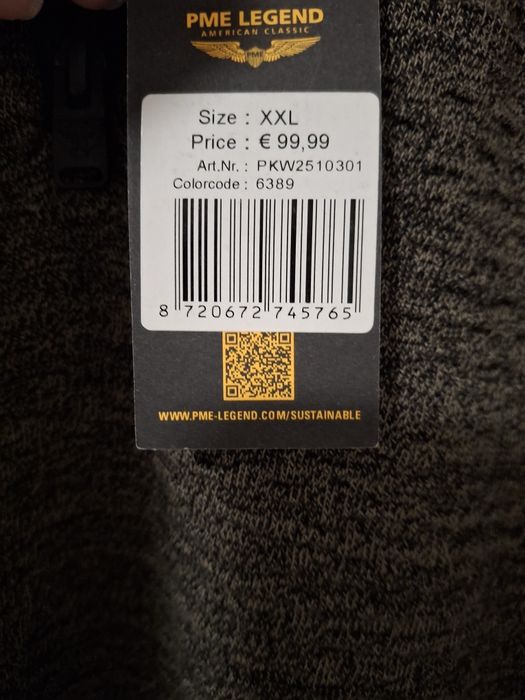 PME LEGEND
AMERICAN CLASSIC
PME
Size : XXL
Price : € 99,99
Art.Nr. : PKW2510301
Colorcode : 6389
8 720672 745765
WWW.PME-LEGEND.COM/SUSTAINABLE